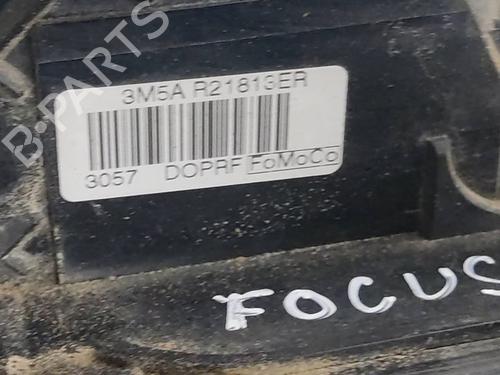 B-PARTS
3M5A R21813ER
3057 DOPRF FoMoCo
FOCUS